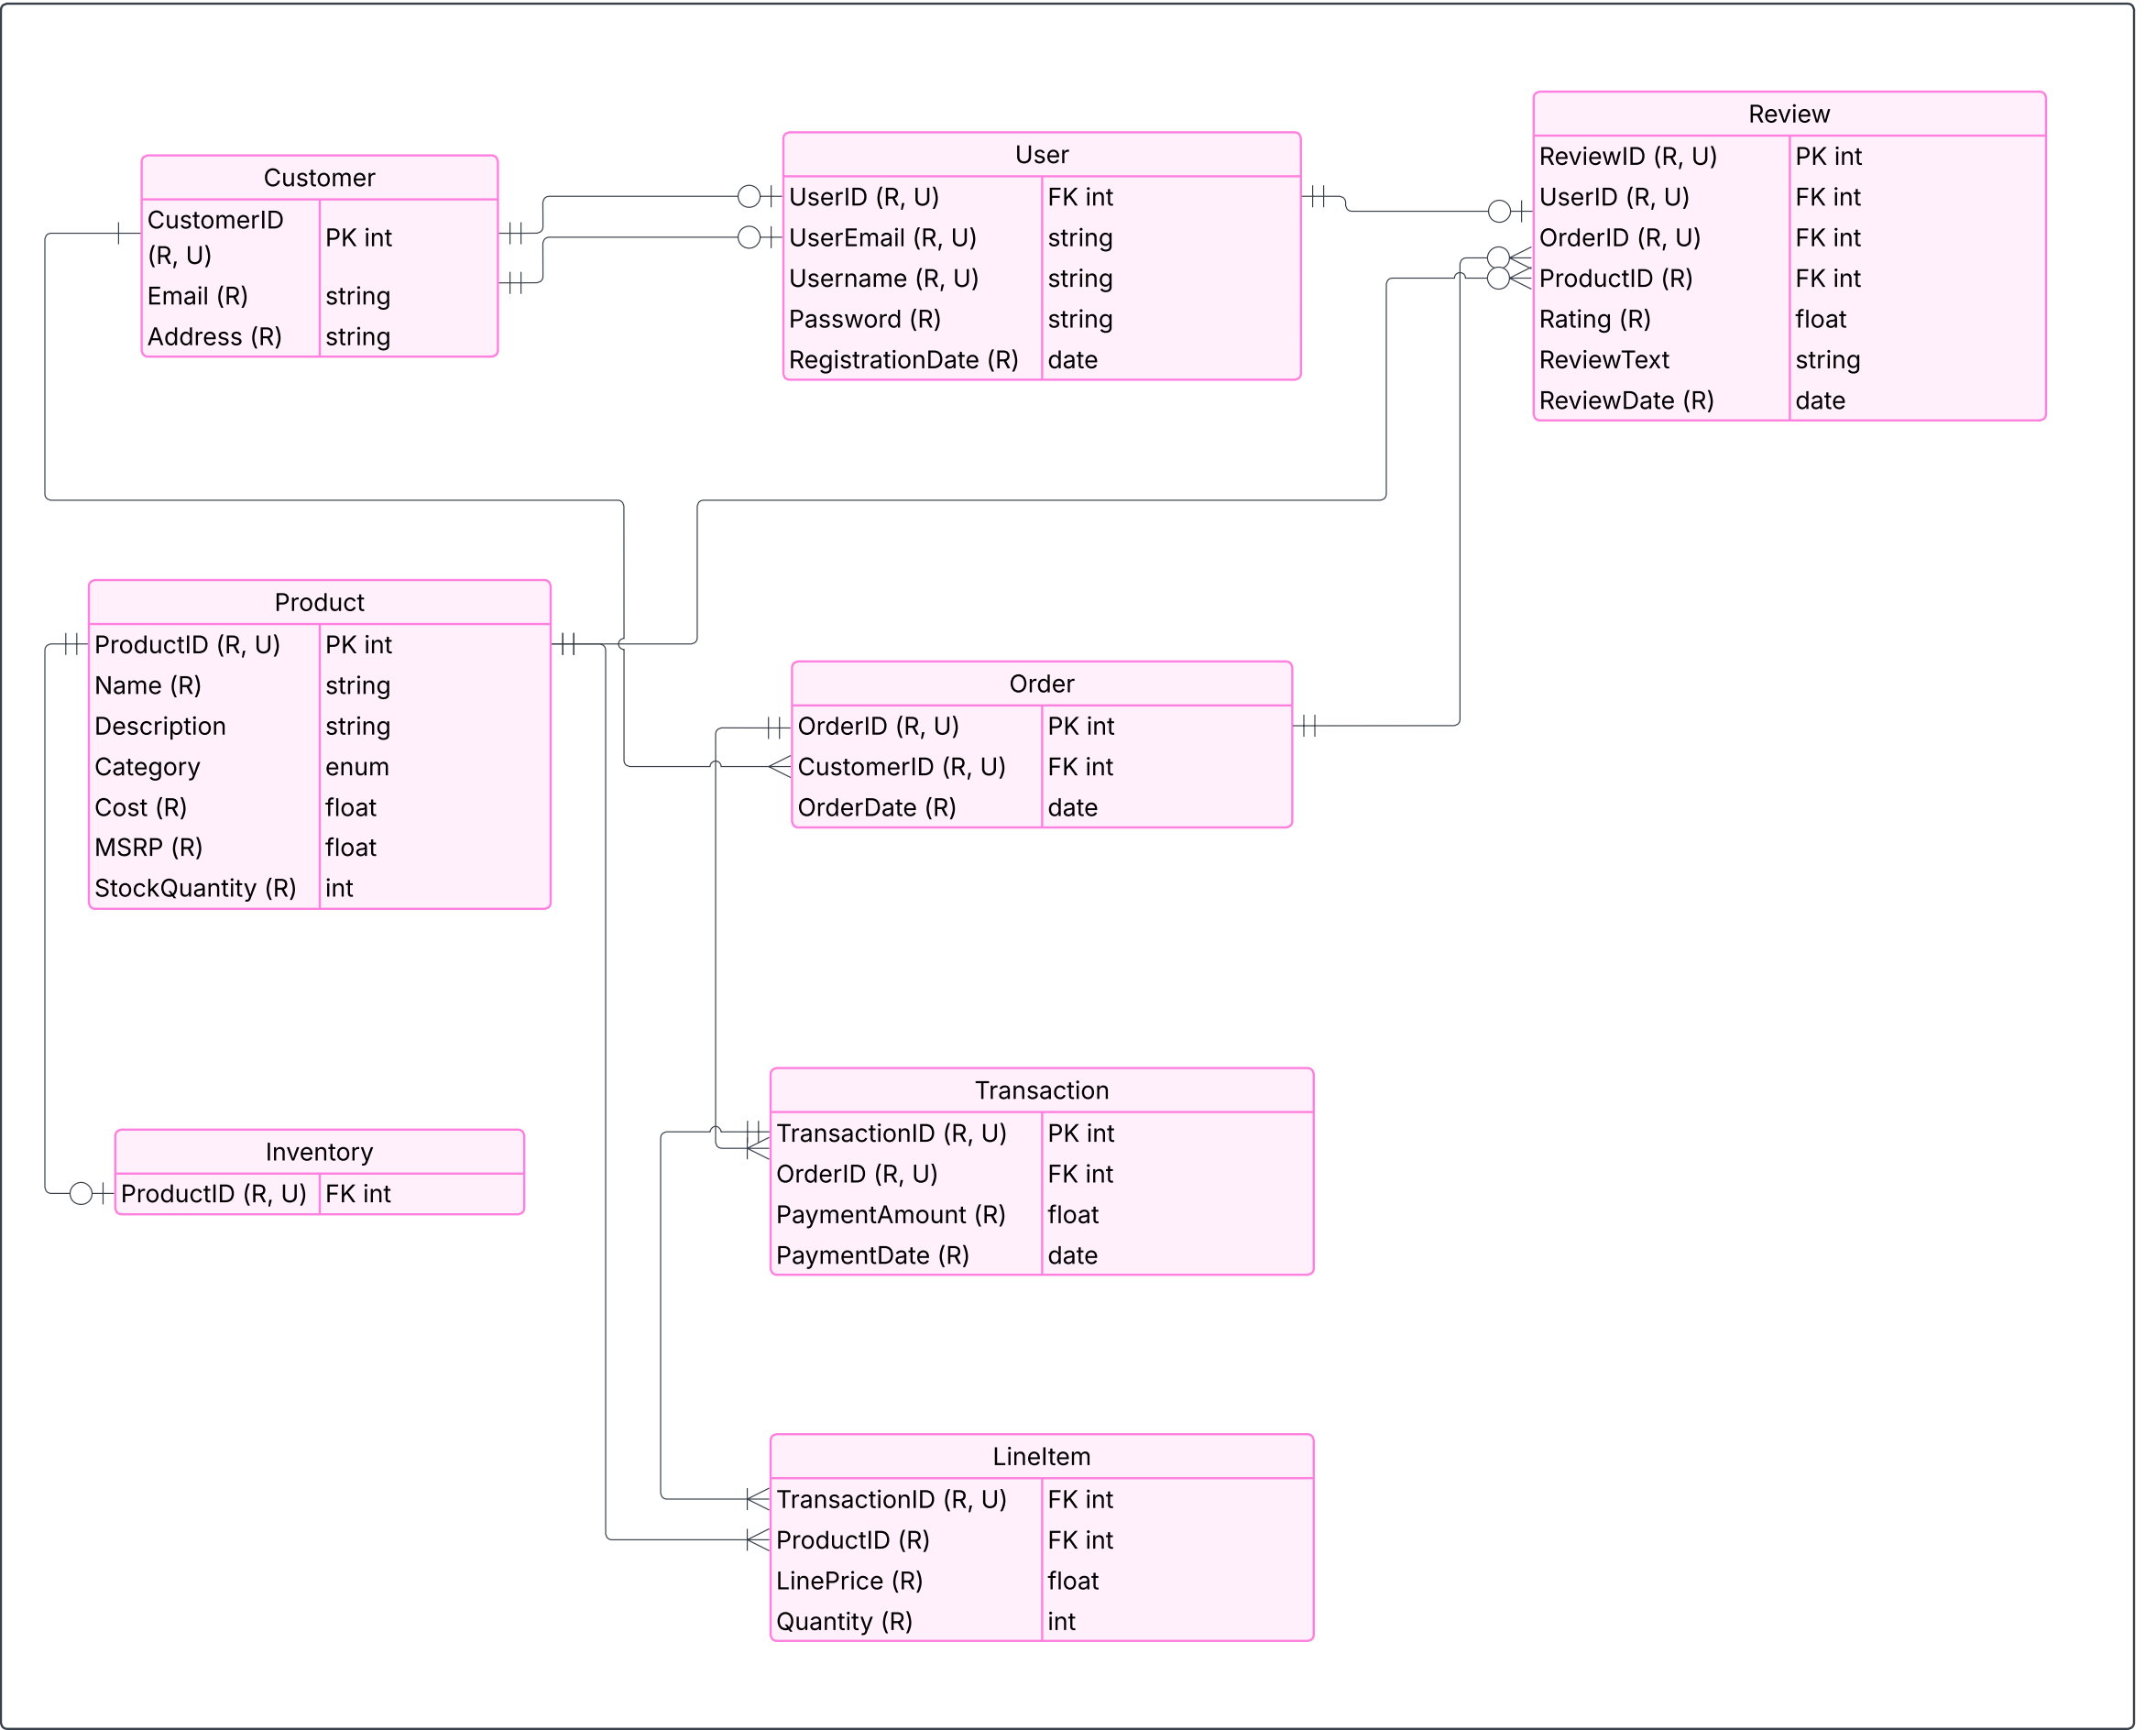 Customer
CustomerID (R, U) PK int
Email (R) string
Address (R) string
User
UserID (R, U) FK int
UserEmail (R, U) string
Username (R, U) string
Password (R) string
RegistrationDate (R) date
Review
ReviewID (R, U) PK int
UserID (R, U) FK int
OrderID (R, U) FK int
ProductID (R) FK int
Rating (R) float
ReviewText string
ReviewDate (R) date
Product
ProductID (R, U) PK int
Name (R) string
Description string
Category enum
Cost (R) float
MSRP (R) float
StockQuantity (R) int
Order
OrderID (R, U) PK int
CustomerID (R, U) FK int
OrderDate (R) date
Inventory
ProductID (R, U) FK int
Transaction
TransactionID (R, U) PK int
OrderID (R, U) FK int
PaymentAmount (R) float
PaymentDate (R) date
LineItem
TransactionID (R, U) FK int
ProductID (R) FK int
LinePrice (R) float
Quantity (R) int